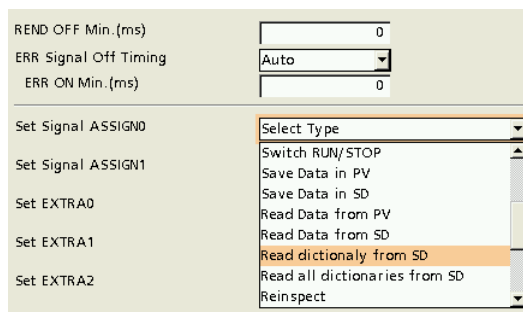 REND OFF Min.(ms) 0
ERR Signal Off Timing Auto
ERR ON Min.(ms) 0
Set Signal ASSIGN0 Select Type
Switch RUN/STOP
Set Signal ASSIGN1 Save Data in PV
Save Data in SD
Set EXTRA0 Read Data from PV
Read Data from SD
Set EXTRA1 Read dictionaly from SD
Set EXTRA2 Read all dictionaries from SD
Reinspect